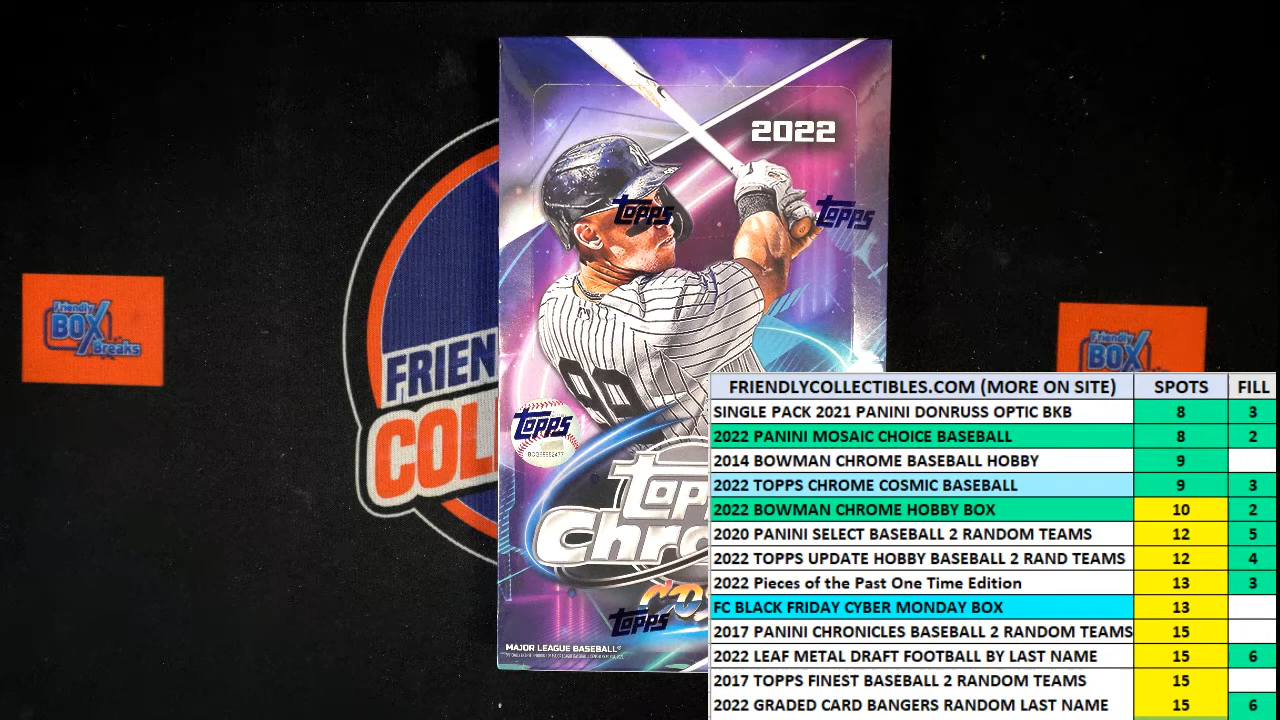 2022
TOPPS
TOPPS
Friendly
BOX
Breaks
Friendly
BOX
FRIEN
COL
99
TOPPS
Topp
Chro
CO
TOPPS
MAJOR LEAGUE BASEBALL®
FRIENDLYCOLLECTIBLES.COM (MORE ON SITE) SPOTS FILL
SINGLE PACK 2021 PANINI DONRUSS OPTIC BKB 8 3
2022 PANINI MOSAIC CHOICE BASEBALL 8 2
2014 BOWMAN CHROME BASEBALL HOBBY 9
2022 TOPPS CHROME COSMIC BASEBALL 9 3
2022 BOWMAN CHROME HOBBY BOX 10 2
2020 PANINI SELECT BASEBALL 2 RANDOM TEAMS 12 5
2022 TOPPS UPDATE HOBBY BASEBALL 2 RAND TEAMS 12 4
2022 Pieces of the Past One Time Edition 13 3
FC BLACK FRIDAY CYBER MONDAY BOX 13
2017 PANINI CHRONICLES BASEBALL 2 RANDOM TEAMS 15
2022 LEAF METAL DRAFT FOOTBALL BY LAST NAME 15 6
2017 TOPPS FINEST BASEBALL 2 RANDOM TEAMS 15
2022 GRADED CARD BANGERS RANDOM LAST NAME 15 6